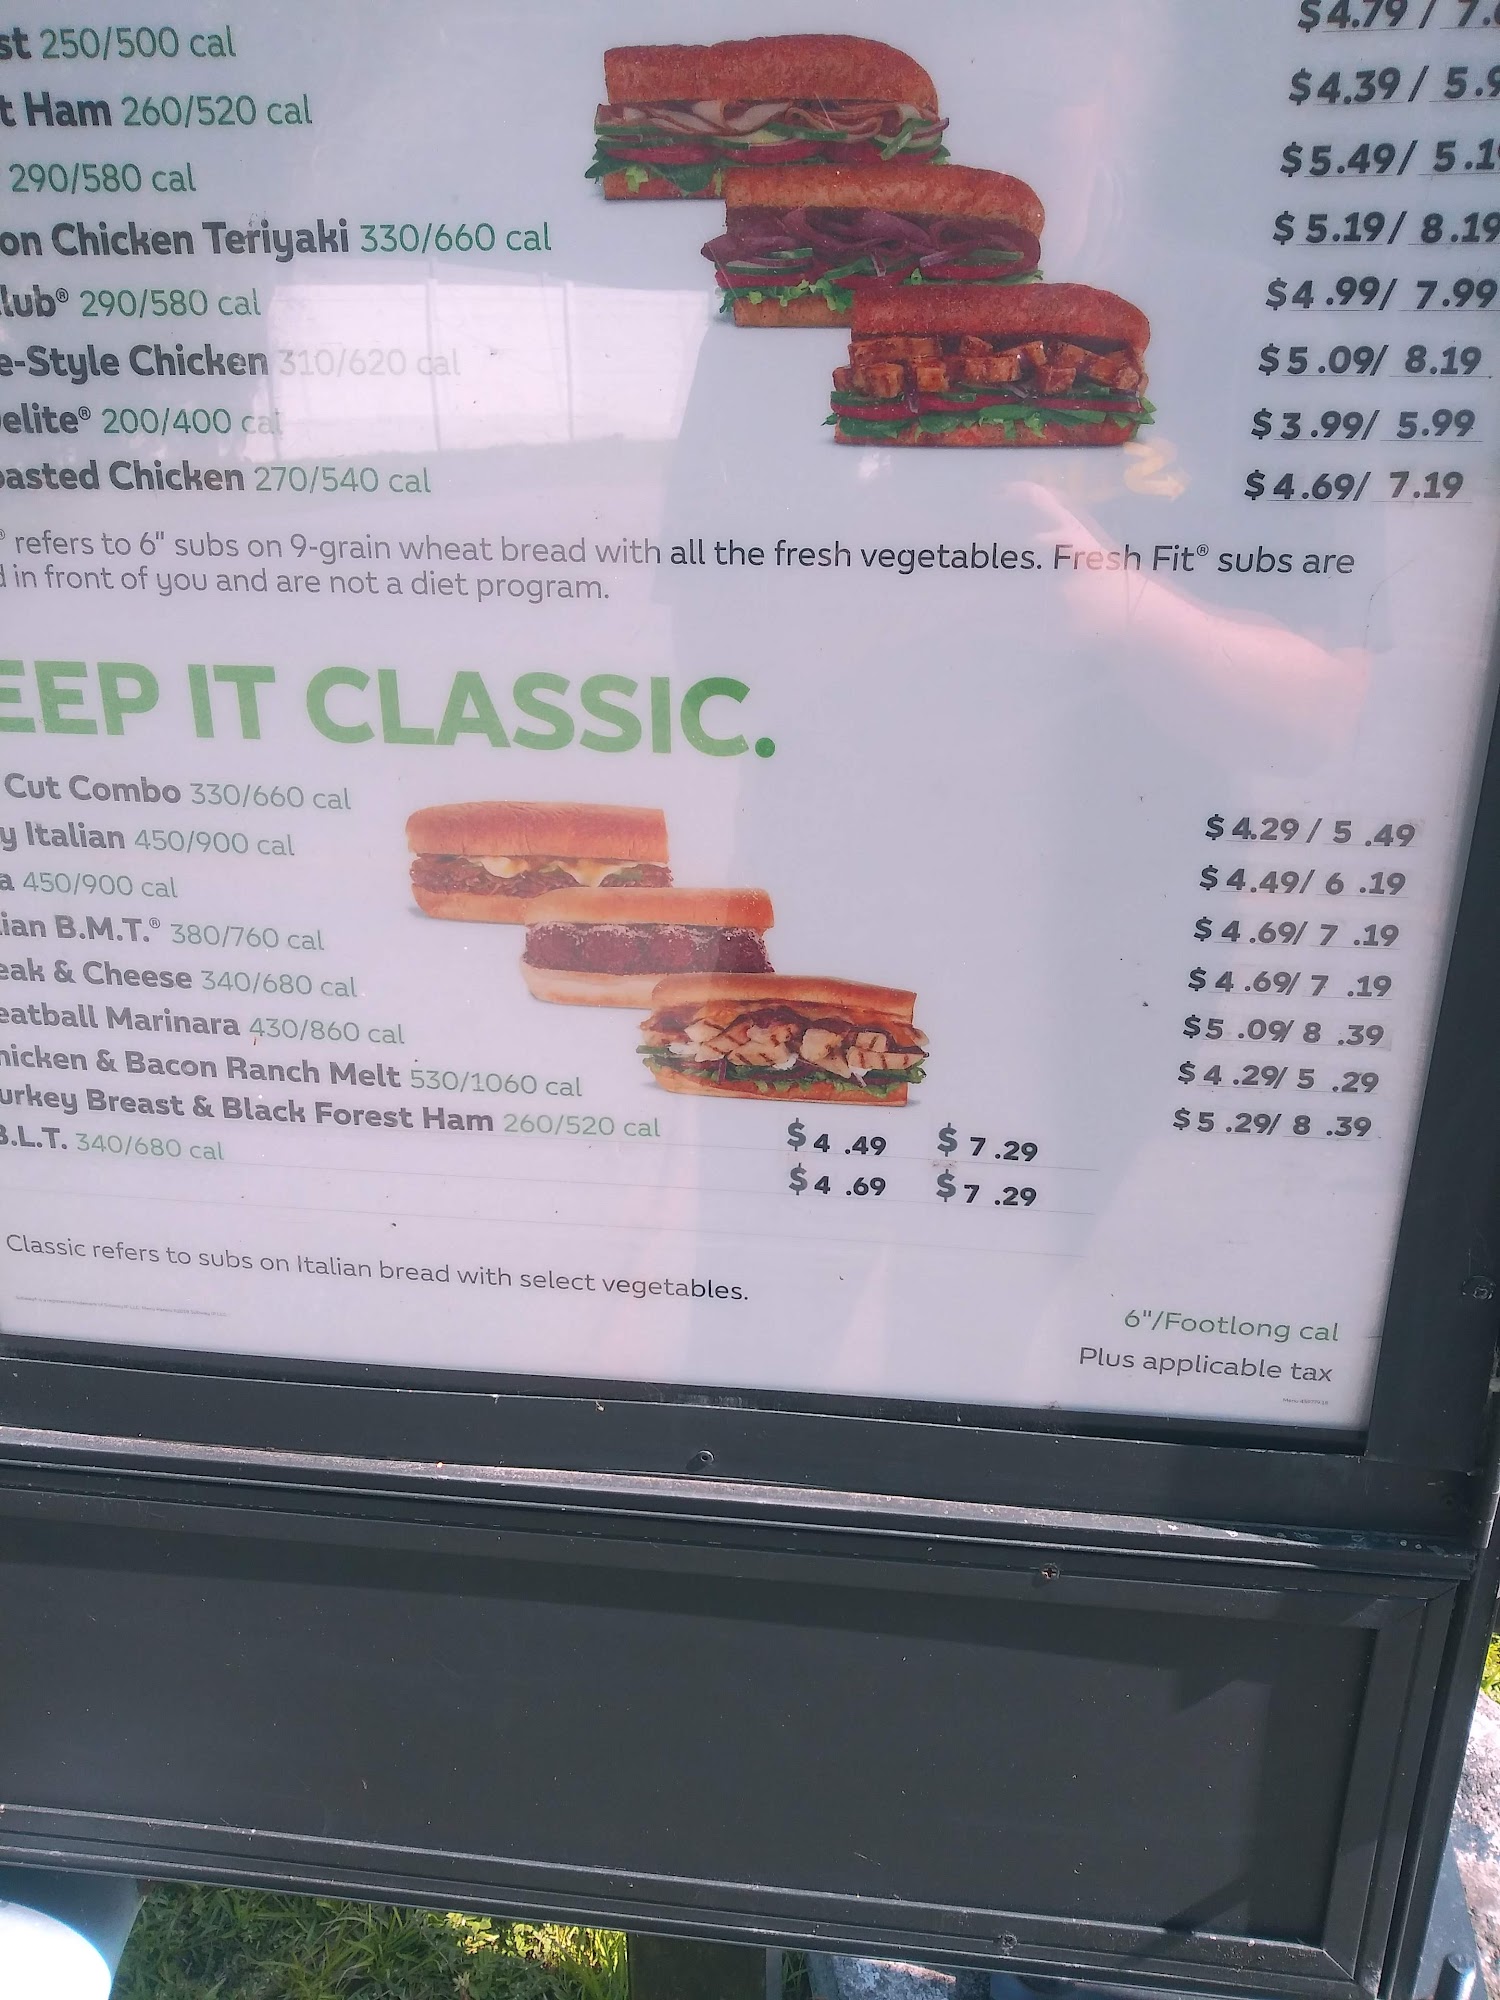 st 250/500 cal $4.79 / 7.
t Ham 260/520 cal $4.39 / 5.9
290/580 cal $5.49/ 5.1
on Chicken Teriyaki 330/660 cal $5.19/ 8.19
lub® 290/580 cal $4.99/ 7.99
e-Style Chicken 310/620 cal $5.09/ 8.19
elite® 200/400 cal $3.99/ 5.99
asted Chicken 270/540 cal $4.69/ 7.19
® refers to 6" subs on 9-grain wheat bread with all the fresh vegetables. Fresh Fit® subs are
d in front of you and are not a diet program.
EEP IT CLASSIC.
Cut Combo 330/660 cal $4.29 / 5.49
y Italian 450/900 cal $4.49/ 6.19
a 450/900 cal $4.69/ 7.19
ian B.M.T.® 380/760 cal $4.69/ 7.19
eak & Cheese 340/680 cal $5.09/ 8.39
eatball Marinara 430/860 cal $4.29/ 5.29
hicken & Bacon Ranch Melt 530/1060 cal $5.29/ 8.39
urkey Breast & Black Forest Ham 260/520 cal $4.49 $7.29
B.L.T. 340/680 cal $4.69 $7.29
Classic refers to subs on Italian bread with select vegetables.
6"/Footlong cal
Plus applicable tax